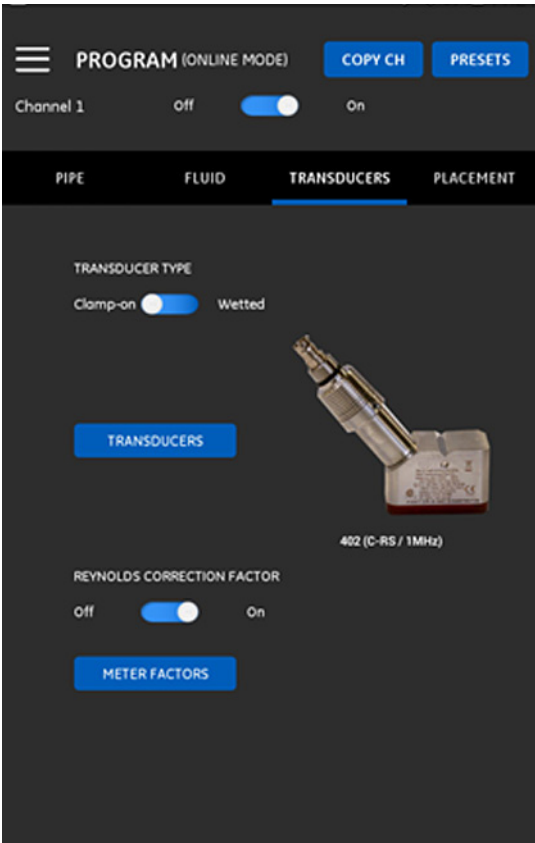 PROGRAM (ONLINE MODE)
COPY CH
PRESETS
Channel 1
Off
On
PIPE
FLUID
TRANSDUCERS
PLACEMENT
TRANSDUCER TYPE
Clamp-on
Wetted
TRANSDUCERS
402 (C-RS / 1MHz)
REYNOLDS CORRECTION FACTOR
Off
On
METER FACTORS